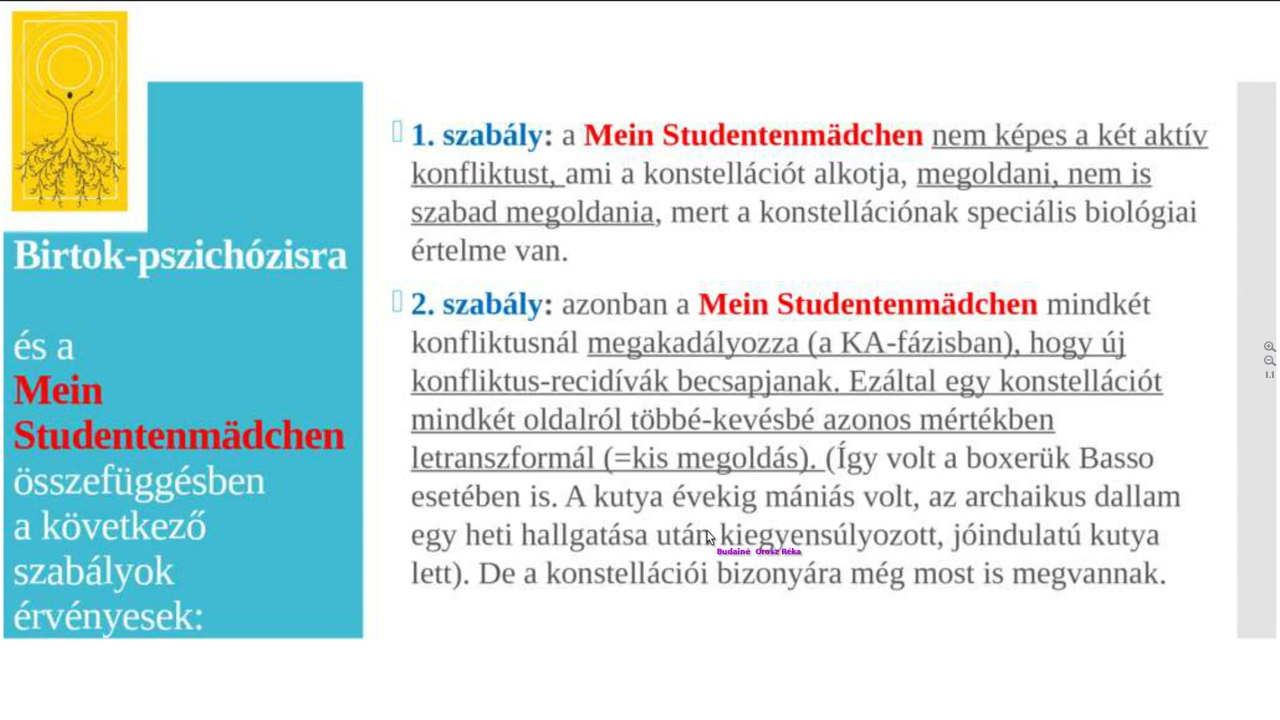 Birtok-pszichózisra
és a
Mein
Studentenmädchen
összefüggésben
a következő
szabályok
érvényesek:
1. szabály: a Mein Studentenmädchen nem képes a két aktív
konfliktust, ami a konstellációt alkotja, megoldani, nem is
szabad megoldania, mert a konstellációnak speciális biológiai
értelme van.
2. szabály: azonban a Mein Studentenmädchen mindkét
konfliktusnál megakadályozza (a KA-fázisban), hogy új
konfliktus-recidívák becsapjanak. Ezáltal egy konstellációt
mindkét oldalról többé-kevésbé azonos mértékben
letranszformál (=kis megoldás). (Így volt a boxerük Basso
esetében is. A kutya évekig mániás volt, az archaikus dallam
egy heti hallgatása után kiegyensúlyozott, jóindulatú kutya
Budainé Orosz Réka
lett). De a konstellációi bizonyára még most is megvannak.
1:1